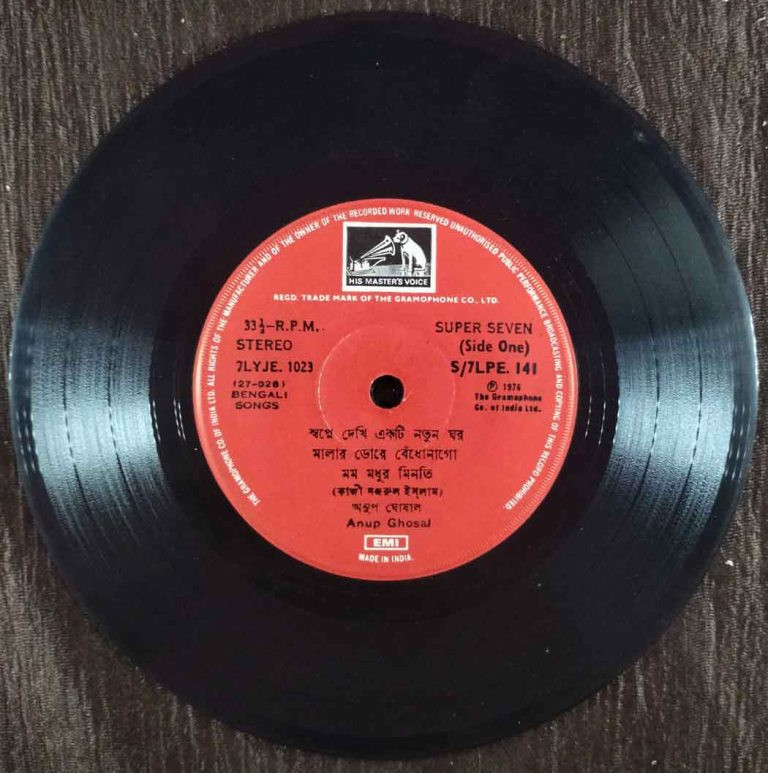 THE GRAMOPHONE CO. OF INDIA LTD. ALL RIGHTS OF THE MANUFACTURER AND OF THE OWNER OF THE RECORDED WORK RESERVED UNAUTHORISED PUBLIC PERFORMANCE BROADCASTING AND COPYING OF THIS RECORD PROHIBITED.
HIS MASTER'S VOICE
REGD. TRADE MARK OF THE GRAMOPHONE CO., LTD.
33⅓-R.P.M. SUPER SEVEN
STEREO (Side One)
7LYJE. 1023 S/7LPE. 141
(27-028) ℗ 1976
BENGALI The Gramophone
SONGS Co. of India Ltd.
স্বপ্নে দেখি একটি নতুন ঘর
মালার ডোরে বেঁধোনাগো
মম মধুর মিনতি
(কাজী নজরুল ইস্‌লাম)
অনুপ ঘোষাল
Anup Ghosal
EMI
MADE IN INDIA.